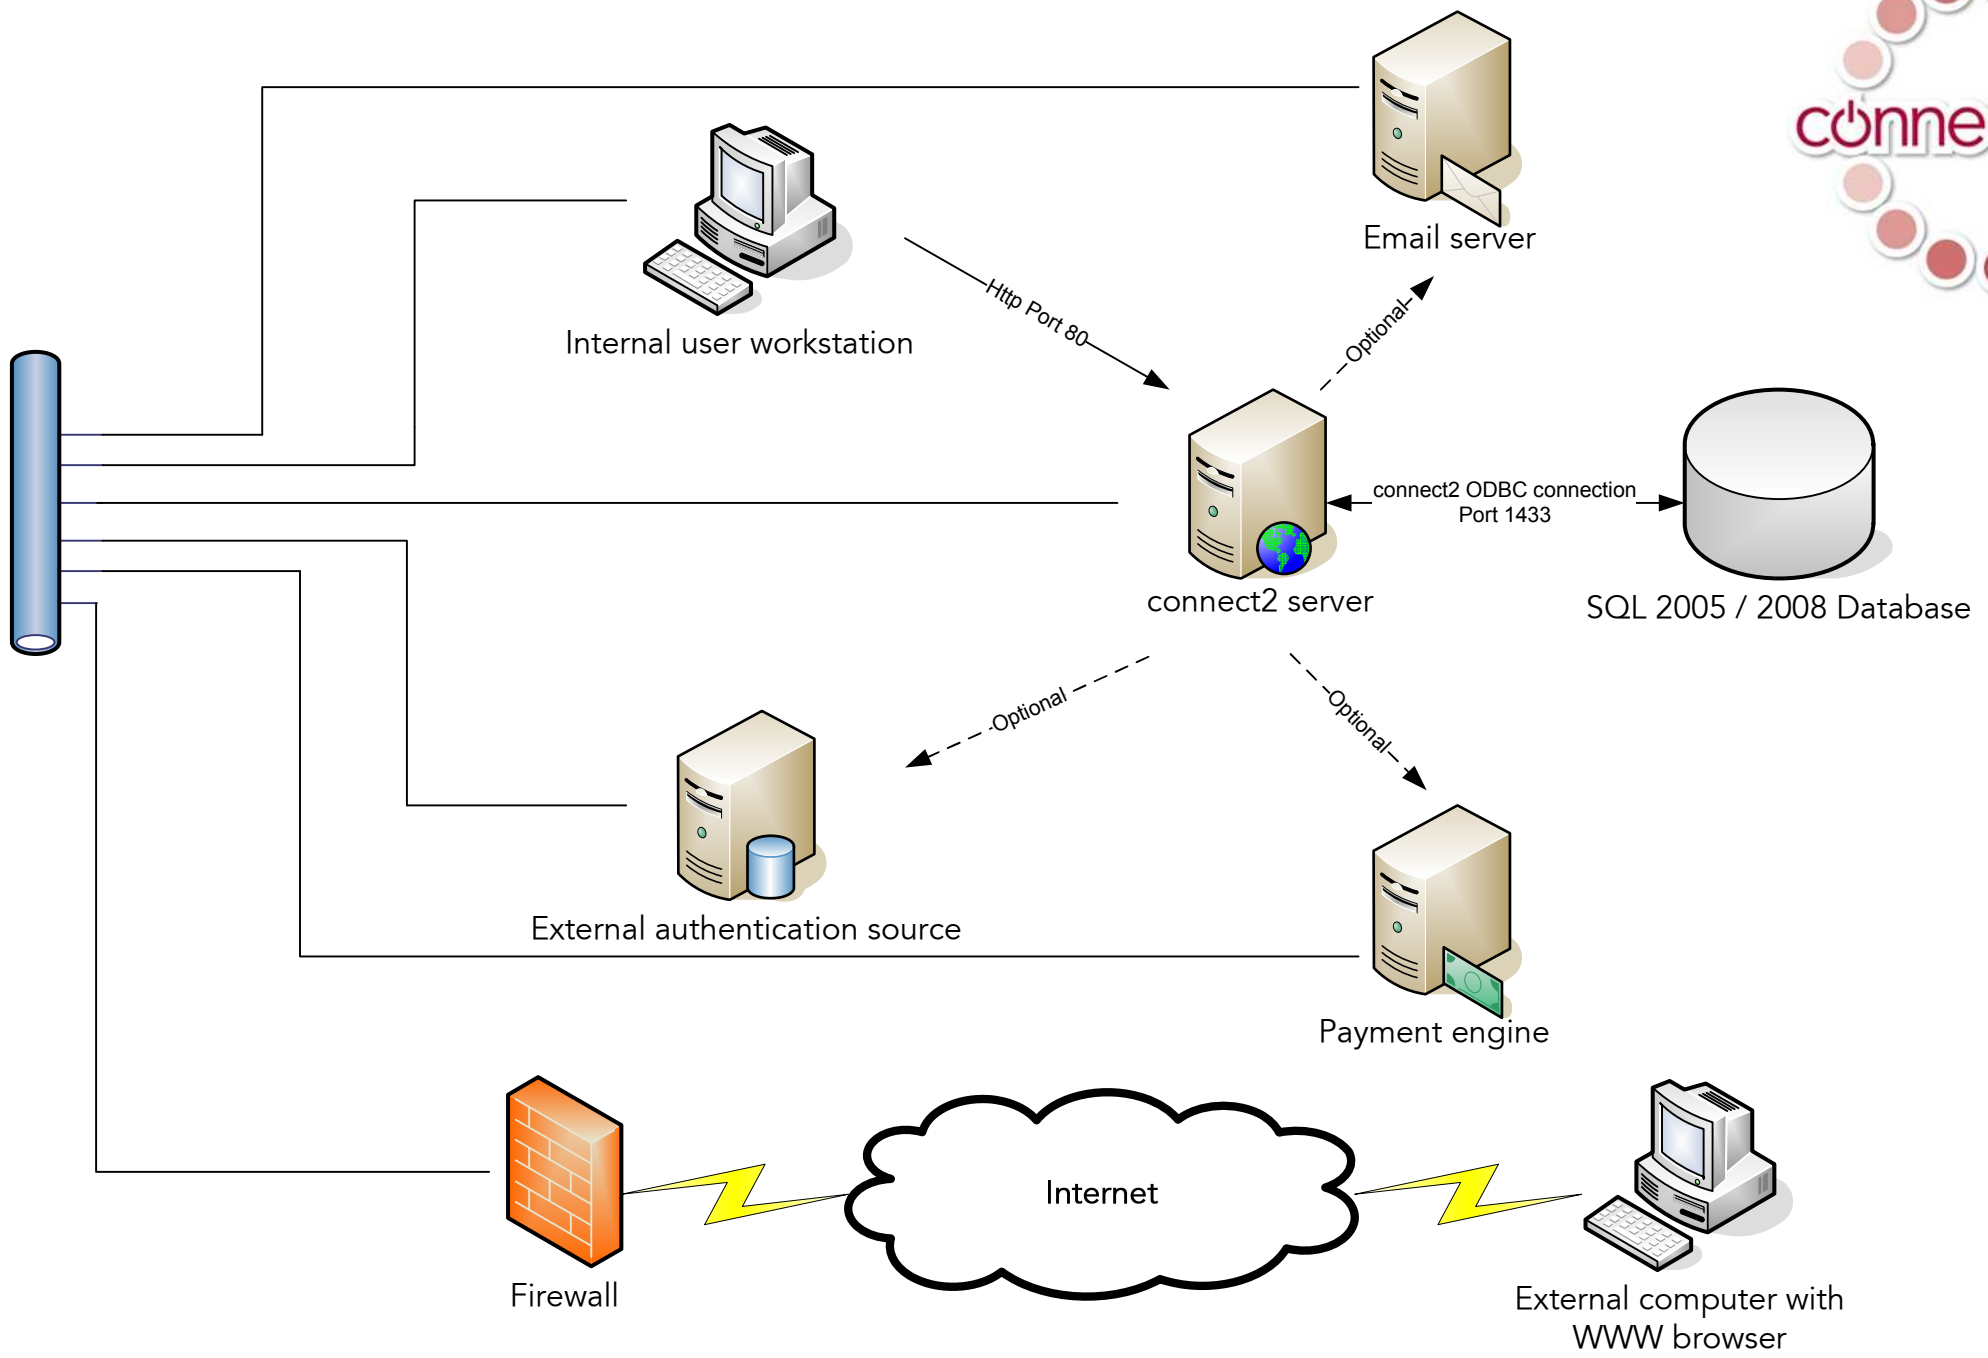 conne
Email server
Internal user workstation
Http Port 80
Optional
connect2 ODBC connection
Port 1433
connect2 server
SQL 2005 / 2008 Database
Optional
Optional
External authentication source
Payment engine
Internet
Firewall
External computer with
WWW browser